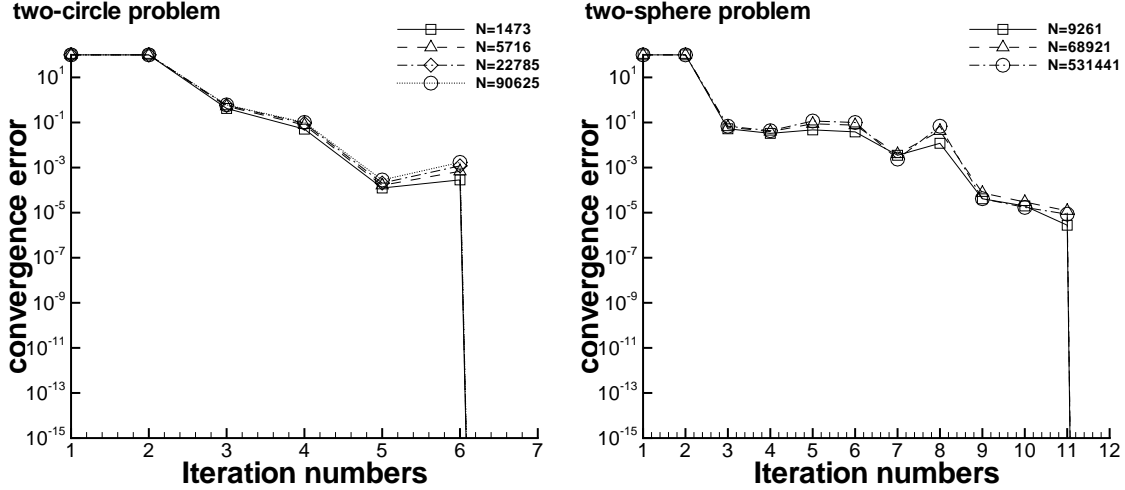 two-circle problem
N=1473
N=5716
N=22785
N=90625
10^1
10^-1
10^-3
10^-5
10^-7
10^-9
10^-11
10^-13
10^-15
convergence error
1 2 3 4 5 6 7
Iteration numbers
two-sphere problem
N=9261
N=68921
N=531441
10^1
10^-1
10^-3
10^-5
10^-7
10^-9
10^-11
10^-13
10^-15
convergence error
1 2 3 4 5 6 7 8 9 10 11 12
Iteration numbers